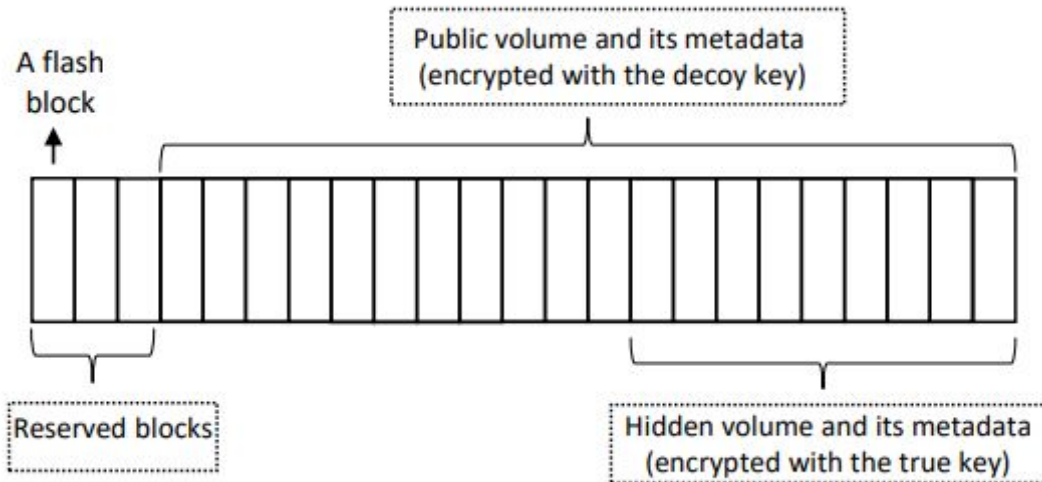 Public volume and its metadata
(encrypted with the decoy key)
A flash
block
Reserved blocks
Hidden volume and its metadata
(encrypted with the true key)